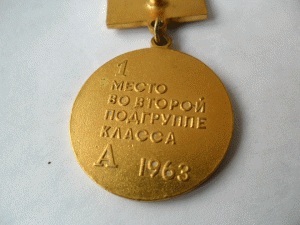 1
МЕСТО
ВО ВТОРОЙ
ПОДГРУППЕ
КЛАССА
А 1963